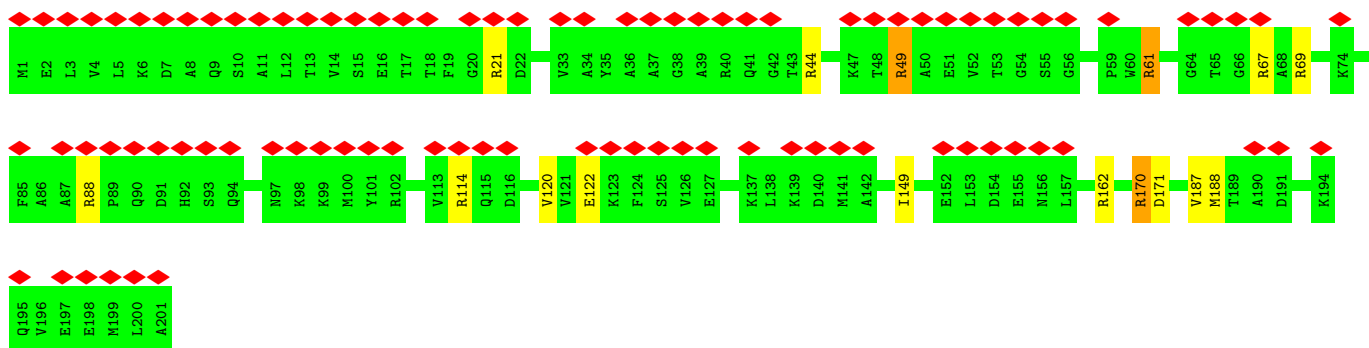 M1 E2 L3 V4 L5 K6 D7 A8 Q9 S10 A11 L12 T13 V14 S15 E16 T17 T18 F19 G20 R21 D22 V33 A34 Y35 A36 A37 G38 A39 R40 Q41 G42 T43 R44 K47 T48 R49 A50 E51 V52 T53 G54 S55 G56 P59 W60 R61 G64 T65 G66 R67 A68 R69 K74
F85 A86 A87 R88 P89 Q90 D91 H92 S93 Q94 N97 K98 K99 M100 Y101 R102 V113 R114 Q115 D116 V120 V121 E122 K123 F124 S125 V126 E127 K137 L138 K139 D140 M141 A142 I149 E152 L153 D154 E155 N156 L157 R162 R170 D171 V187 M188 T189 A190 D191 K194
Q195 V196 E197 E198 M199 L200 A201